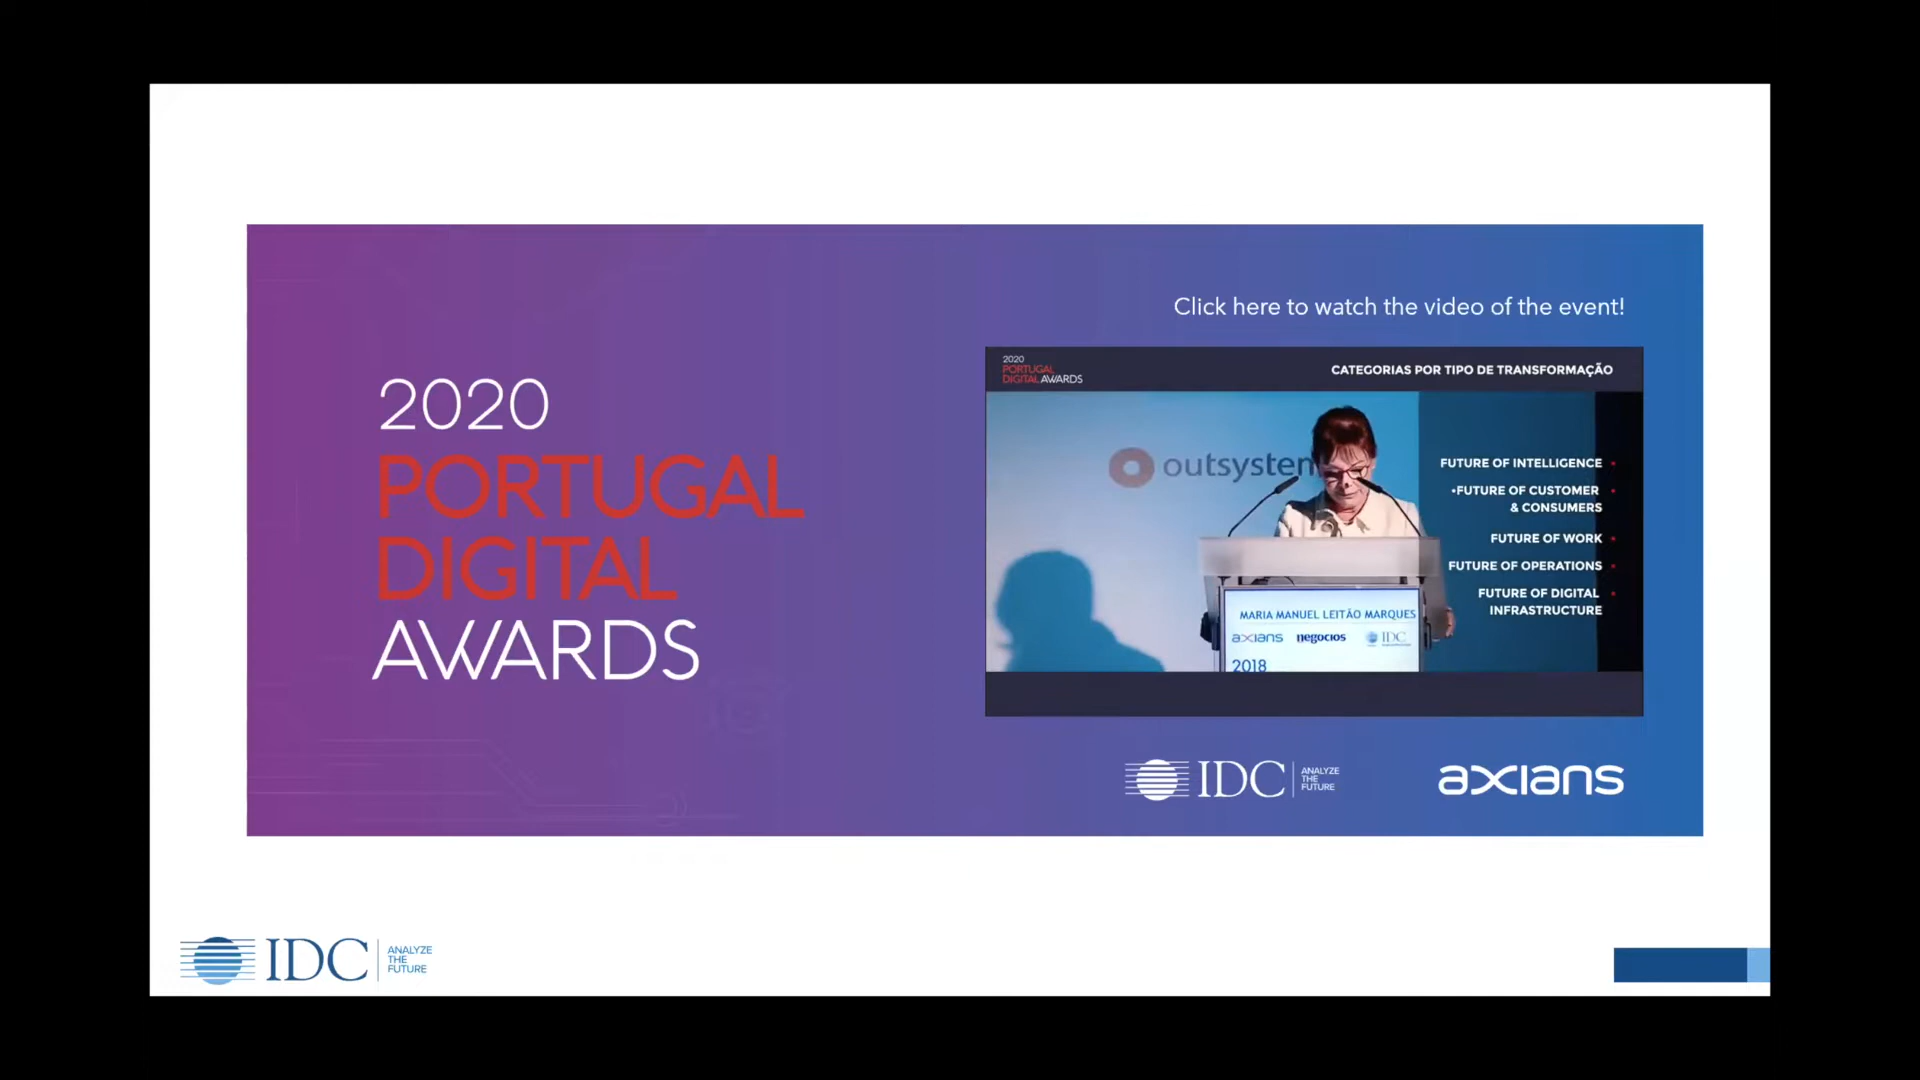 Click here to watch the video of the event!
2020
PORTUGAL
DIGITAL
AWARDS
2020
PORTUGAL
DIGITAL AWARDS
CATEGORIAS POR TIPO DE TRANSFORMAÇÃO
outsystem
FUTURE OF INTELLIGENCE •
•FUTURE OF CUSTOMER •
& CONSUMERS
FUTURE OF WORK •
FUTURE OF OPERATIONS •
FUTURE OF DIGITAL •
INFRASTRUCTURE
MARIA MANUEL LEITÃO MARQUES
axians negocios IDC
2018
IDC ANALYZE
THE
FUTURE
axians
IDC ANALYZE
THE
FUTURE